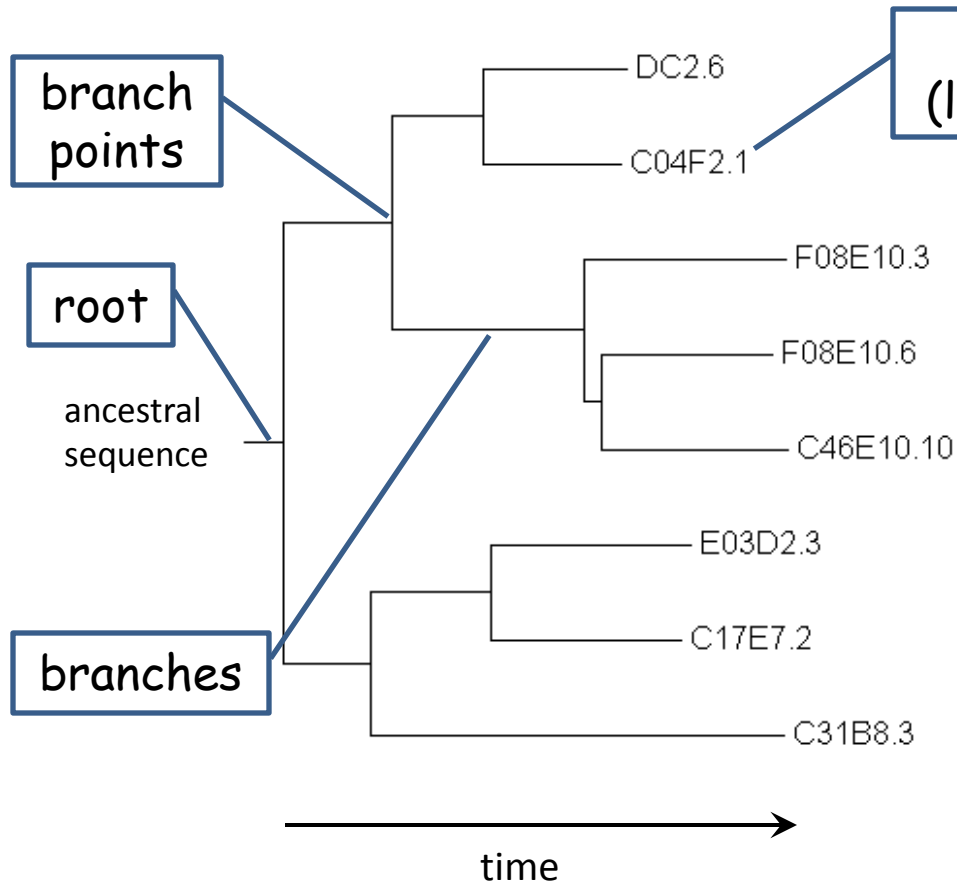 branch
points
DC2.6
(l
C04F2.1
root
F08E10.3
F08E10.6
ancestral
sequence
C46E10.10
E03D2.3
branches
C17E7.2
C31B8.3
time